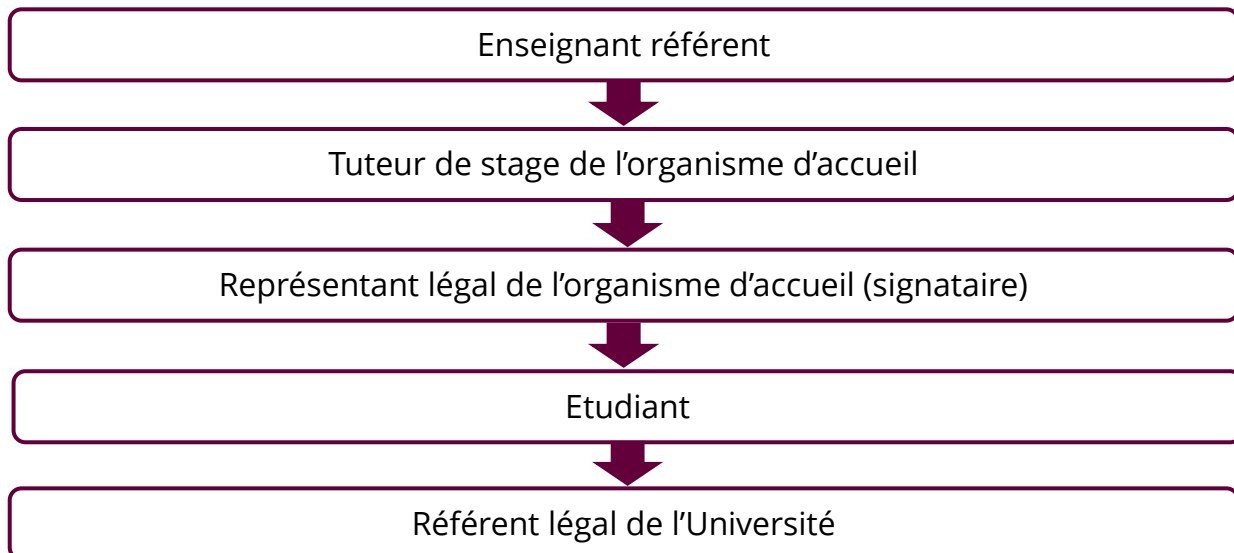 Enseignant référent
Tuteur de stage de l’organisme d’accueil
Représentant légal de l’organisme d’accueil (signataire)
Etudiant
Référent légal de l’Université